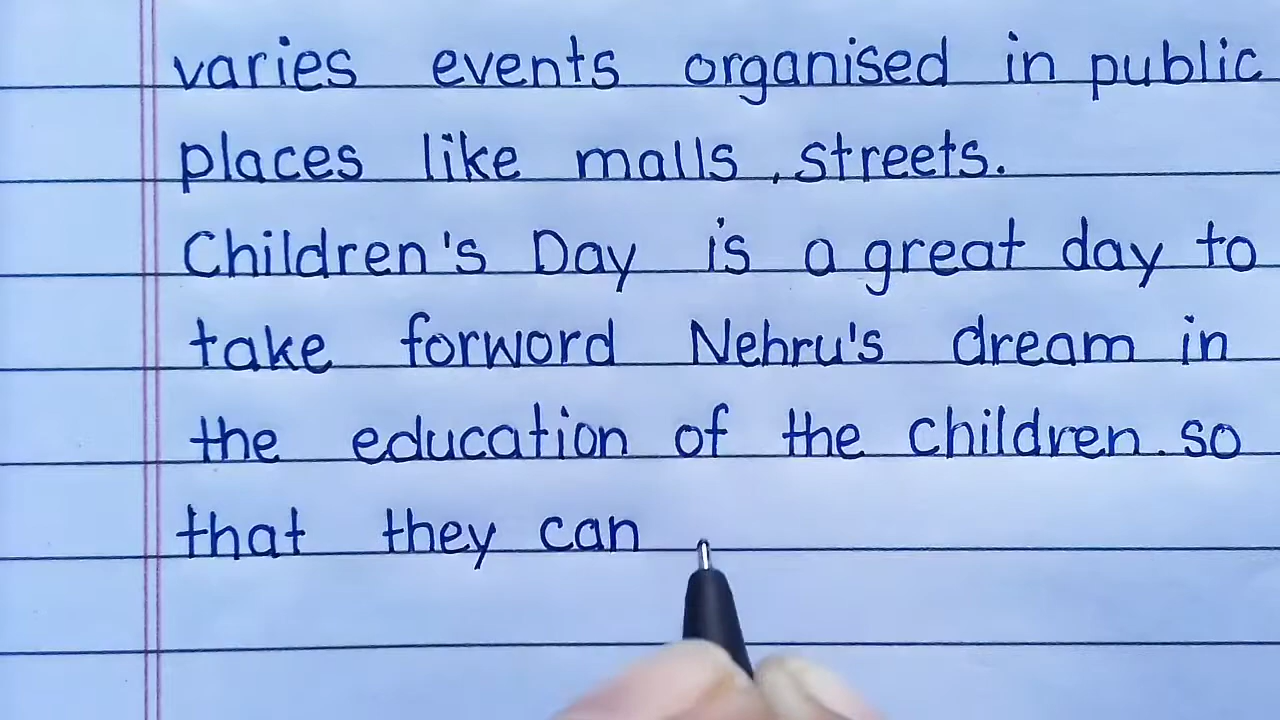 varies events organised in public
places like malls , streets.
Children's Day is a great day to
take forword Nehru's dream in
the education of the children. so
that they can